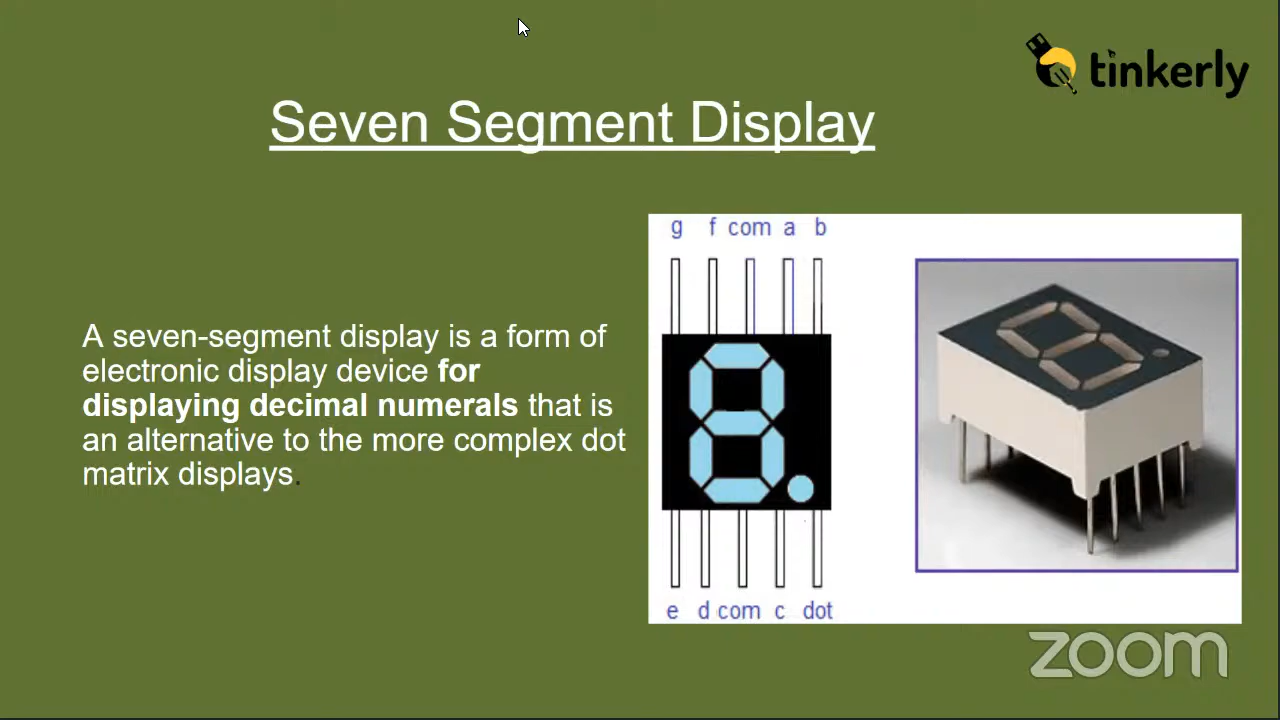 tinkerly
Seven Segment Display
g f com a b
A seven-segment display is a form of
electronic display device for
displaying decimal numerals that is
an alternative to the more complex dot
matrix displays.
e d com c dot
zoom